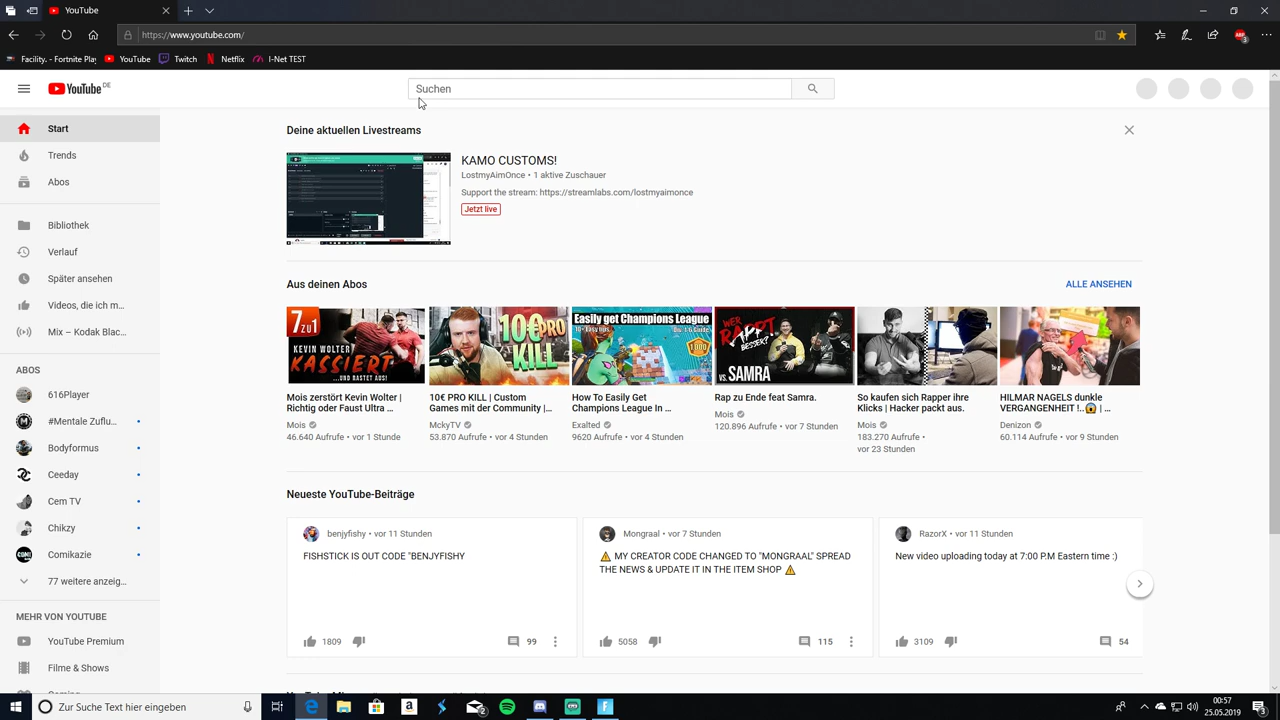 YouTube
https://www.youtube.com/
Facility. - Fortnite Play
YouTube
Twitch
Netflix
I-Net TEST
YouTube DE
Suchen
Start
Trends
Abos
Bibliothek
Verlauf
Später ansehen
Videos, die ich m...
Mix – Kodak Blac...
ABOS
616Player
#Mentale Zuflu...
Bodyformus
Ceeday
Cem TV
Chikzy
Comikazie
77 weitere anzeig...
MEHR VON YOUTUBE
YouTube Premium
Filme & Shows
Deine aktuellen Livestreams
KAMO CUSTOMS!
LostmyAimOnce • 1 aktive Zuschauer
Support the stream: https://streamlabs.com/lostmyaimonce
Jetzt live
Aus deinen Abos
ALLE ANSEHEN
7 ZU 1
KEVIN WOLTER
KASSIERT
...UND RASTET AUS!
Mois zerstört Kevin Wolter |
Richtig oder Faust Ultra ...
Mois
46.640 Aufrufe • vor 1 Stunde
10€ PRO
KILL
10€ PRO KILL | Custom
Games mit der Community |...
MckyTV
53.870 Aufrufe • vor 4 Stunden
Easily get Champions League
How To Easily Get
Champions League In ...
Exalted
9620 Aufrufe • vor 4 Stunden
WER
RAPPT
BESSER?
VS. SAMRA
Rap zu Ende feat Samra.
Mois
120.896 Aufrufe • vor 7 Stunden
So kaufen sich Rapper ihre
Klicks | Hacker packt aus.
Mois
183.270 Aufrufe •
vor 23 Stunden
HILMAR NAGELS dunkle
VERGANGENHEIT !..😱 | ...
Denizon
60.114 Aufrufe • vor 9 Stunden
Neueste YouTube-Beiträge
benjyfishy • vor 11 Stunden
FISHSTICK IS OUT CODE "BENJYFISHY
1809
99
Mongraal • vor 7 Stunden
⚠ MY CREATOR CODE CHANGED TO "MONGRAAL" SPREAD
THE NEWS & UPDATE IT IN THE ITEM SHOP ⚠
5058
115
RazorX • vor 11 Stunden
New video uploading today at 7:00 P.M Eastern time :)
3109
54
Zur Suche Text hier eingeben
00:57
25.05.2019